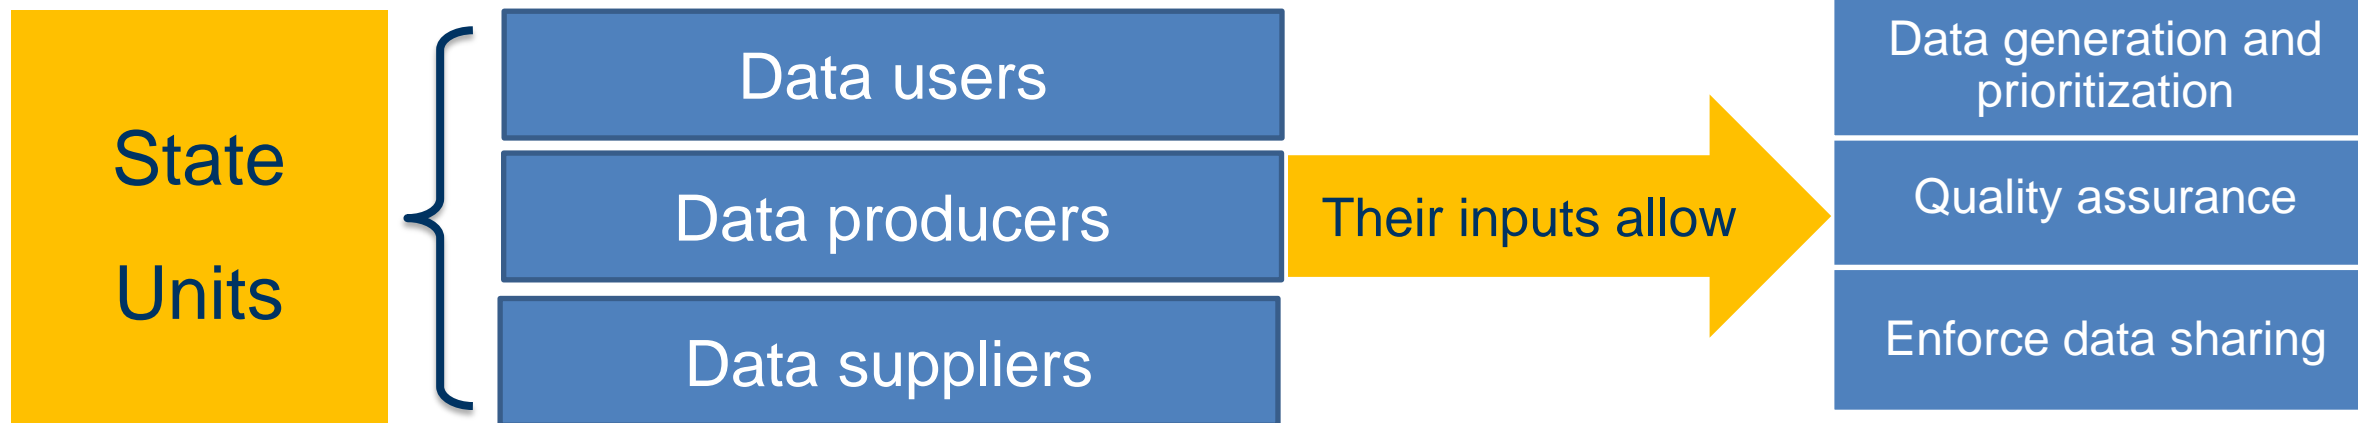 State
Units
Data users
Data producers
Data suppliers
Their inputs allow
Data generation and
prioritization
Quality assurance
Enforce data sharing